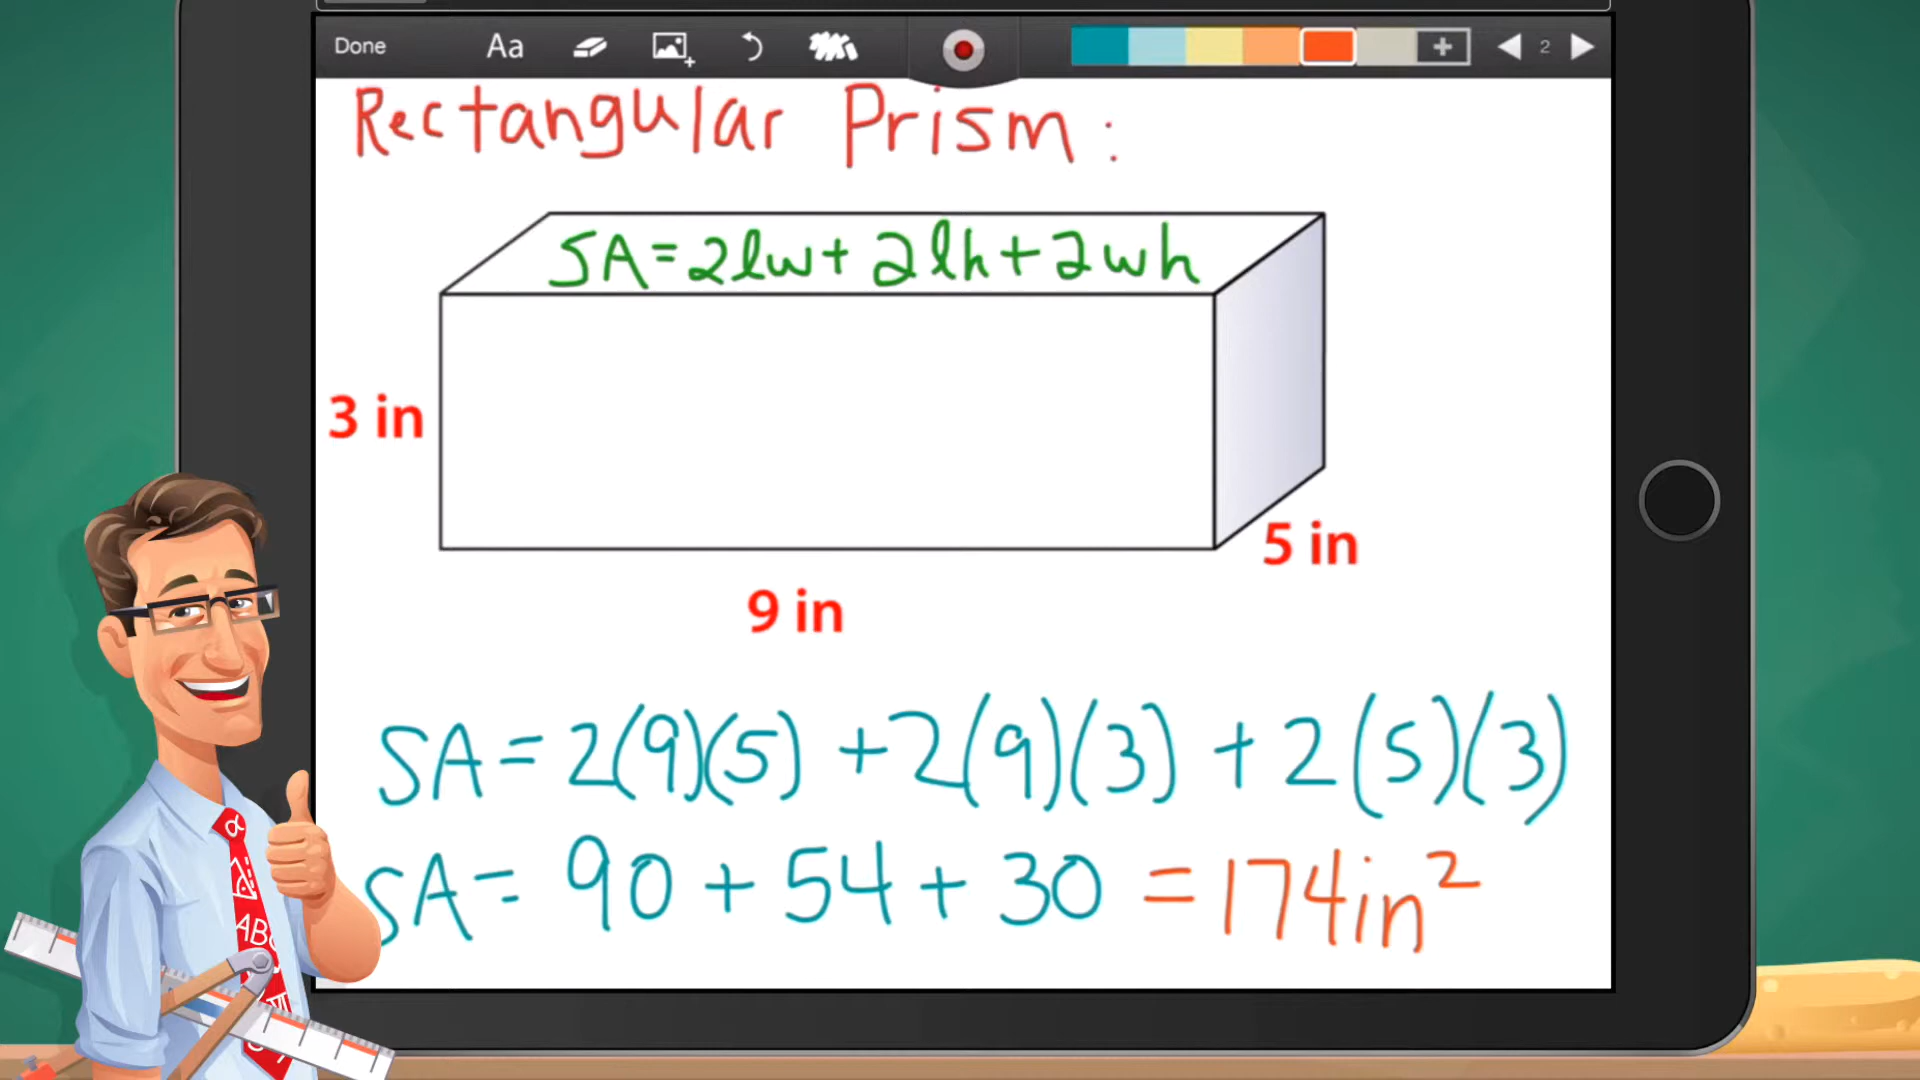 Done Aa 2
Rectangular Prism:
SA=2lw+2lh+2wh
3 in
5 in
9 in
SA=2(9)(5)+2(9)(3)+2(5)(3)
SA=90+54+30=174in²
α
ABC
π